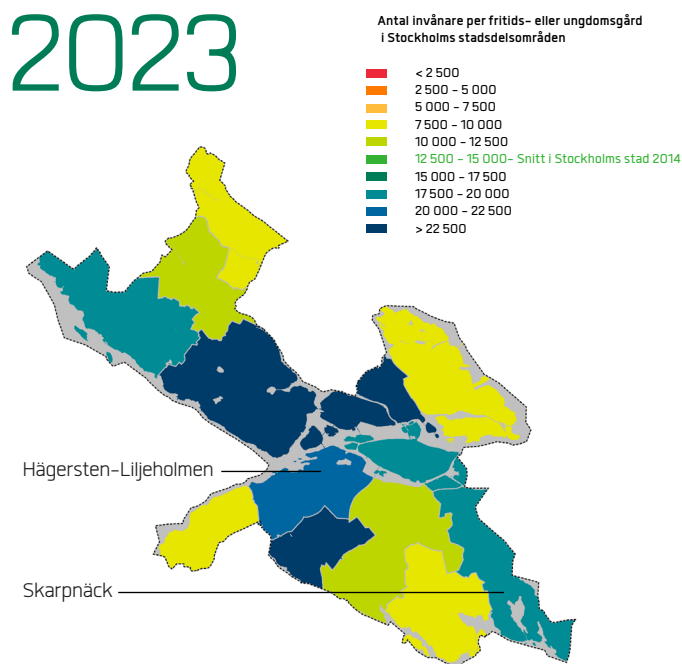 2023
Antal invånare per fritids- eller ungdomsgård
i Stockholms stadsdelsområden
< 2 500
2 500 – 5 000
5 000 – 7 500
7 500 – 10 000
10 000 – 12 500
12 500 – 15 000– Snitt i Stockholms stad 2014
15 000 – 17 500
17 500 – 20 000
20 000 – 22 500
> 22 500
Hägersten-Liljeholmen
Skarpnäck